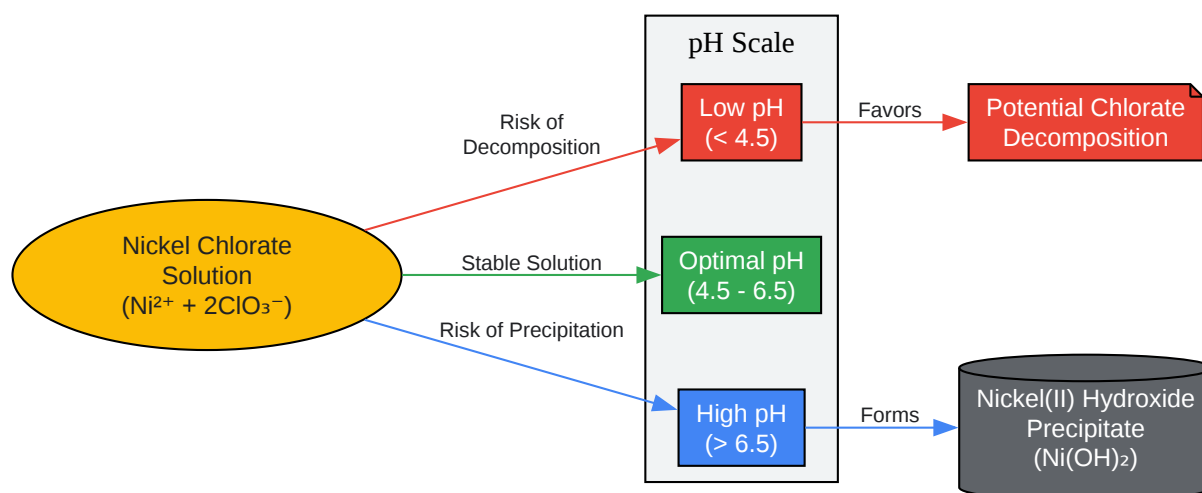 pH Scale
Nickel Chlorate
Solution
(Ni²⁺ + 2ClO₃⁻)
Risk of
Decomposition
Low pH
(< 4.5)
Favors
Potential Chlorate
Decomposition
Stable Solution
Optimal pH
(4.5 - 6.5)
Risk of Precipitation
High pH
(> 6.5)
Forms
Nickel(II) Hydroxide
Precipitate
(Ni(OH)₂)